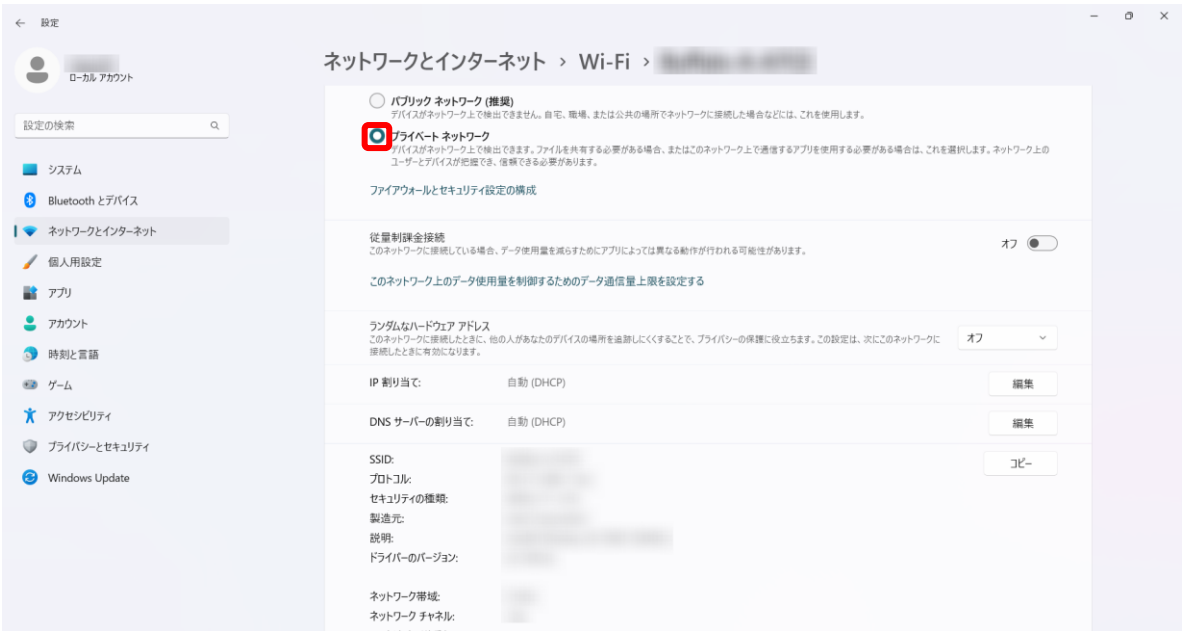 設定
ローカル アカウント
設定の検索
システム
Bluetooth とデバイス
ネットワークとインターネット
個人用設定
アプリ
アカウント
時刻と言語
ゲーム
アクセシビリティ
プライバシーとセキュリティ
Windows Update
ネットワークとインターネット › Wi-Fi ›
パブリック ネットワーク (推奨)
デバイスがネットワーク上で検出できません。自宅、職場、または公共の場所でネットワークに接続した場合などには、これを使用します。
プライベート ネットワーク
デバイスがネットワーク上で検出できます。ファイルを共有する必要がある場合、またはこのネットワーク上で通信するアプリを使用する必要がある場合は、これを選択します。ネットワーク上の
ユーザーとデバイスが把握でき、信頼できる必要があります。
ファイアウォールとセキュリティ設定の構成
従量制課金接続
このネットワークに接続している場合、データ使用量を減らすためにアプリによっては異なる動作が行われる可能性があります。
オフ
このネットワーク上のデータ使用量を制御するためのデータ通信量上限を設定する
ランダムなハードウェア アドレス
このネットワークに接続したときに、他の人があなたのデバイスの場所を追跡しにくくすることで、プライバシーの保護に役立ちます。この設定は、次にこのネットワークに
接続したときに有効になります。
オフ
IP 割り当て: 自動 (DHCP) 編集
DNS サーバーの割り当て: 自動 (DHCP) 編集
SSID: コピー
プロトコル:
セキュリティの種類:
製造元:
説明:
ドライバーのバージョン:
ネットワーク帯域:
ネットワーク チャネル: